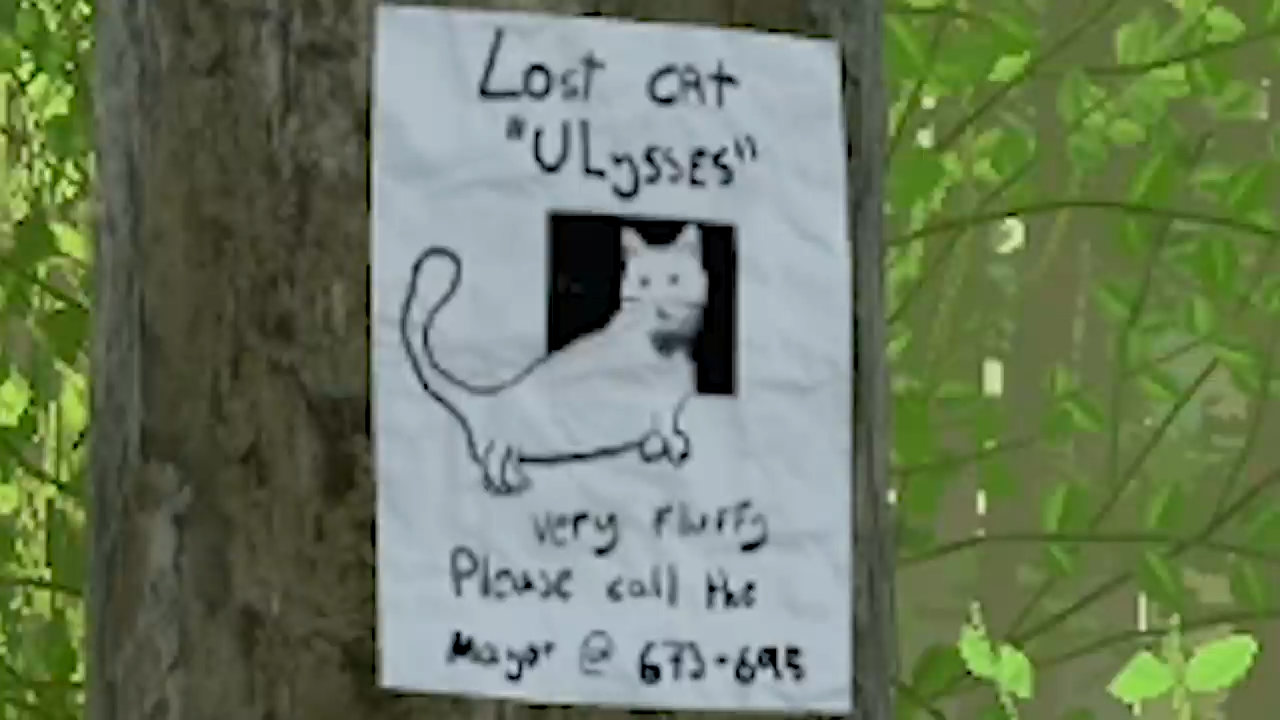 Lost cat
"ULysses"
very fluffy
Please call the
Mayor @ 673-695